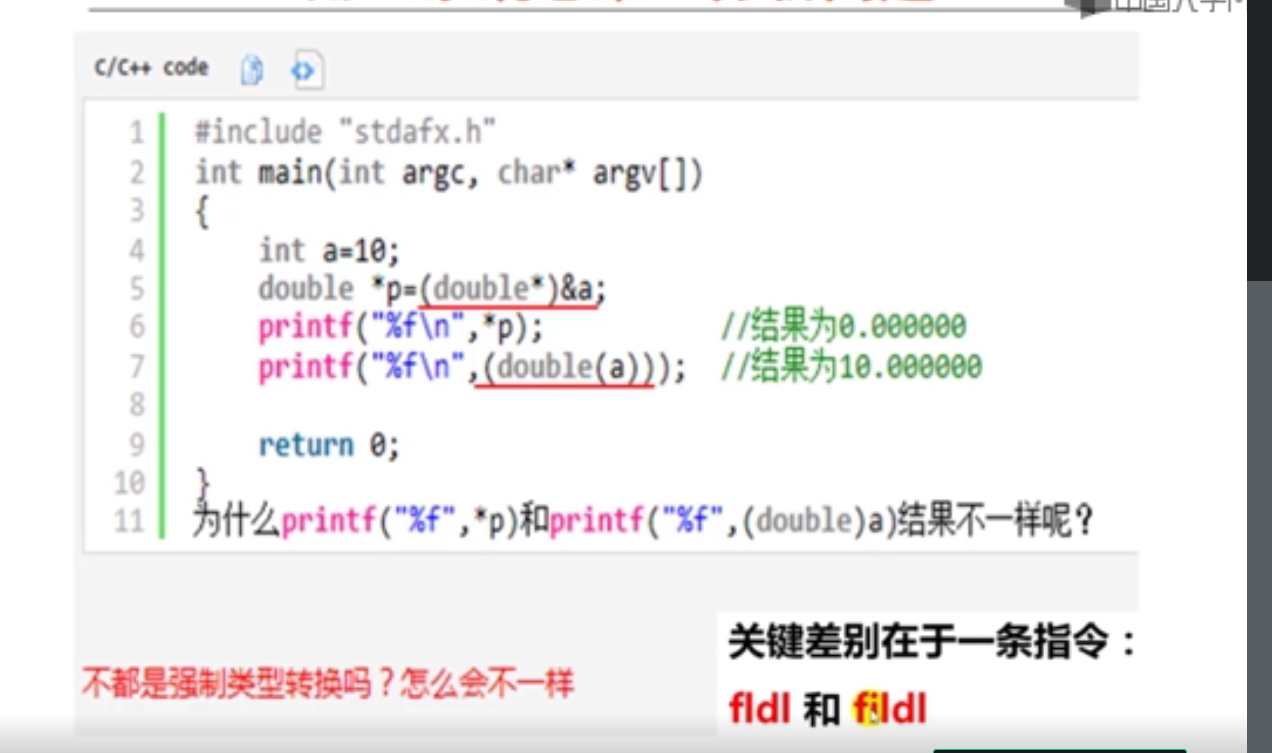 C/C++ code
1 #include "stdafx.h"
2 int main(int argc, char* argv[])
3 {
4 int a=10;
5 double *p=(double*)&a;
6 printf("%f\n",*p); //结果为0.000000
7 printf("%f\n",(double(a))); //结果为10.000000
8
9 return 0;
10 }
11 为什么printf("%f",*p)和printf("%f",(double)a)结果不一样呢?
关键差别在于一条指令:
不都是强制类型转换吗?怎么会不一样
fldl 和 fildl